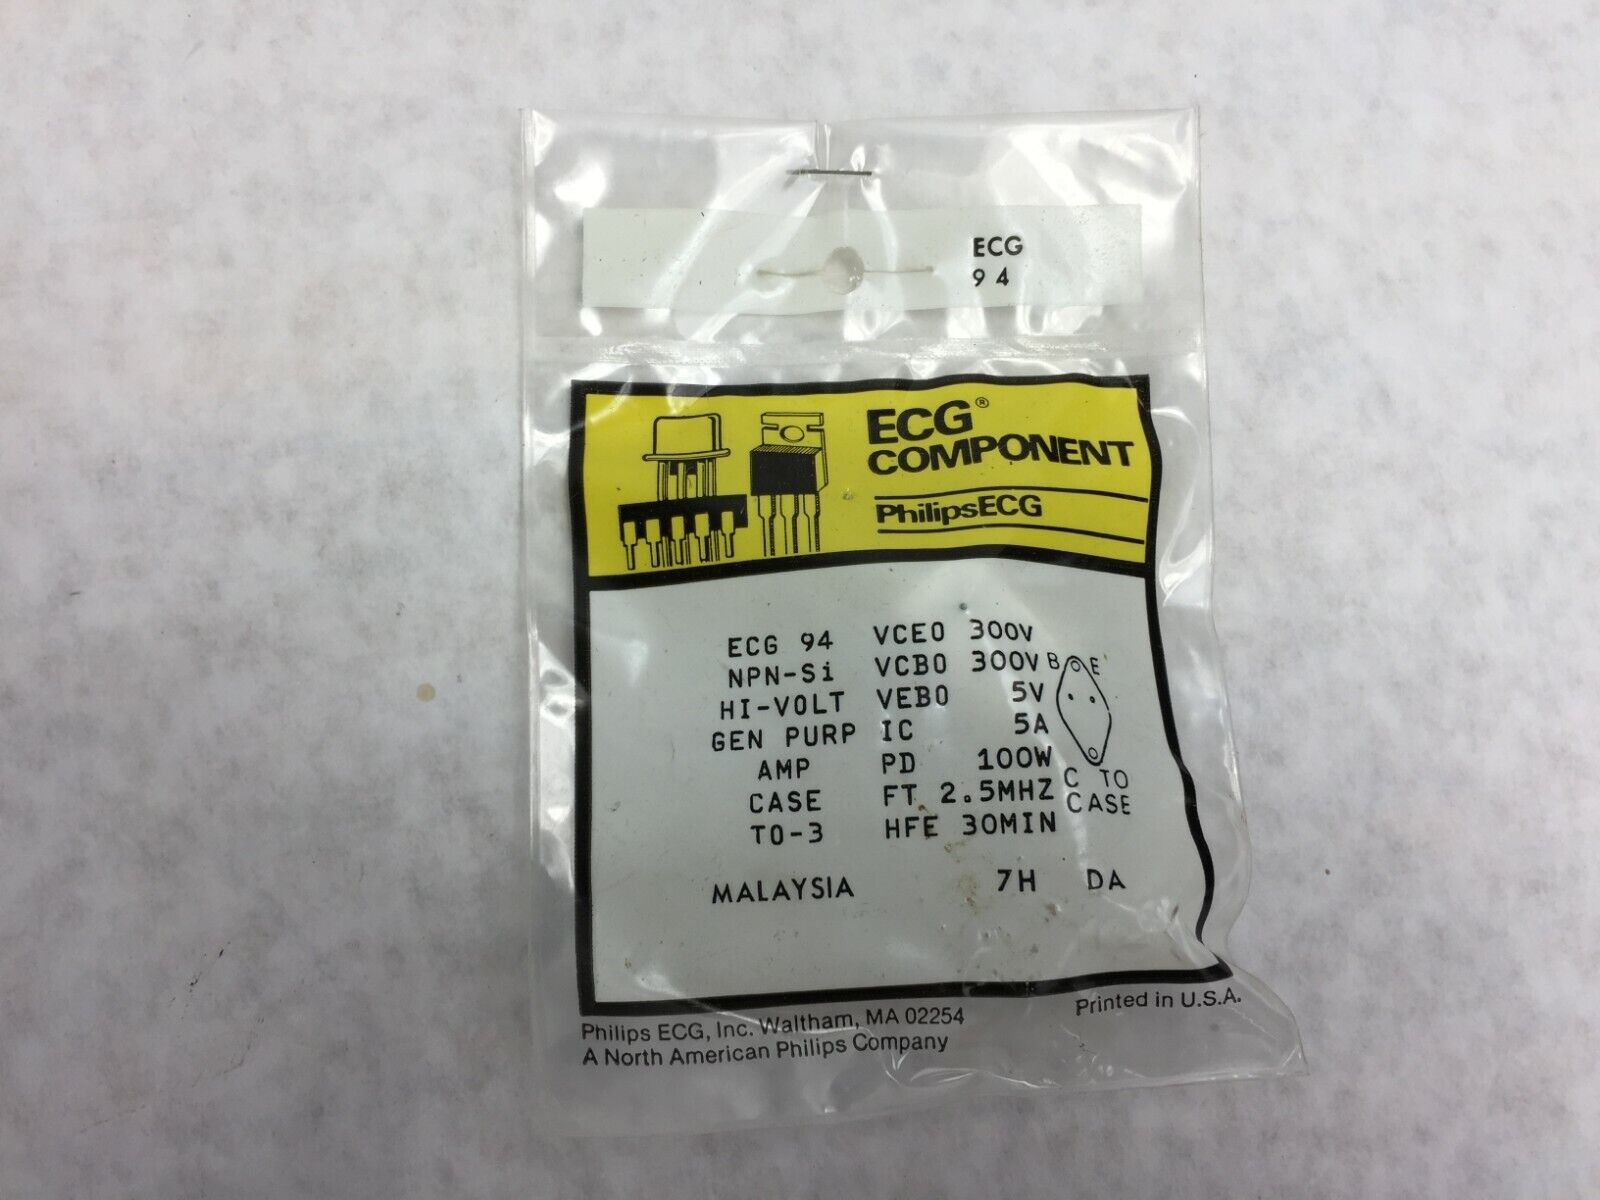 ECG
94
ECG®
COMPONENT
PhilipsECG
ECG 94 VCEO 300V
NPN-Si VCBO 300V B E
HI-VOLT VEBO 5V
GEN PURP IC 5A
AMP PD 100W
CASE FT 2.5MHZ C TO
TO-3 HFE 30MIN CASE
MALAYSIA 7H DA
Philips ECG, Inc. Waltham, MA 02254 Printed in U.S.A.
A North American Philips Company